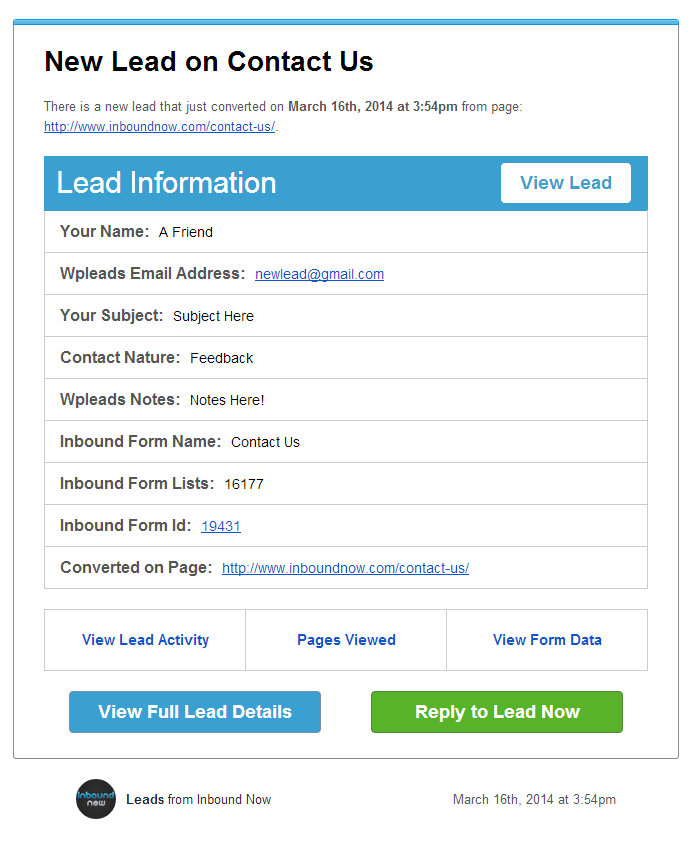 New Lead on Contact Us
There is a new lead that just converted on March 16th, 2014 at 3:54pm from page:
http://www.inboundnow.com/contact-us/.
Lead Information View Lead
Your Name: A Friend
Wpleads Email Address: newlead@gmail.com
Your Subject: Subject Here
Contact Nature: Feedback
Wpleads Notes: Notes Here!
Inbound Form Name: Contact Us
Inbound Form Lists: 16177
Inbound Form Id: 19431
Converted on Page: http://www.inboundnow.com/contact-us/
View Lead Activity Pages Viewed View Form Data
View Full Lead Details Reply to Lead Now
Inbound
now
Leads from Inbound Now March 16th, 2014 at 3:54pm